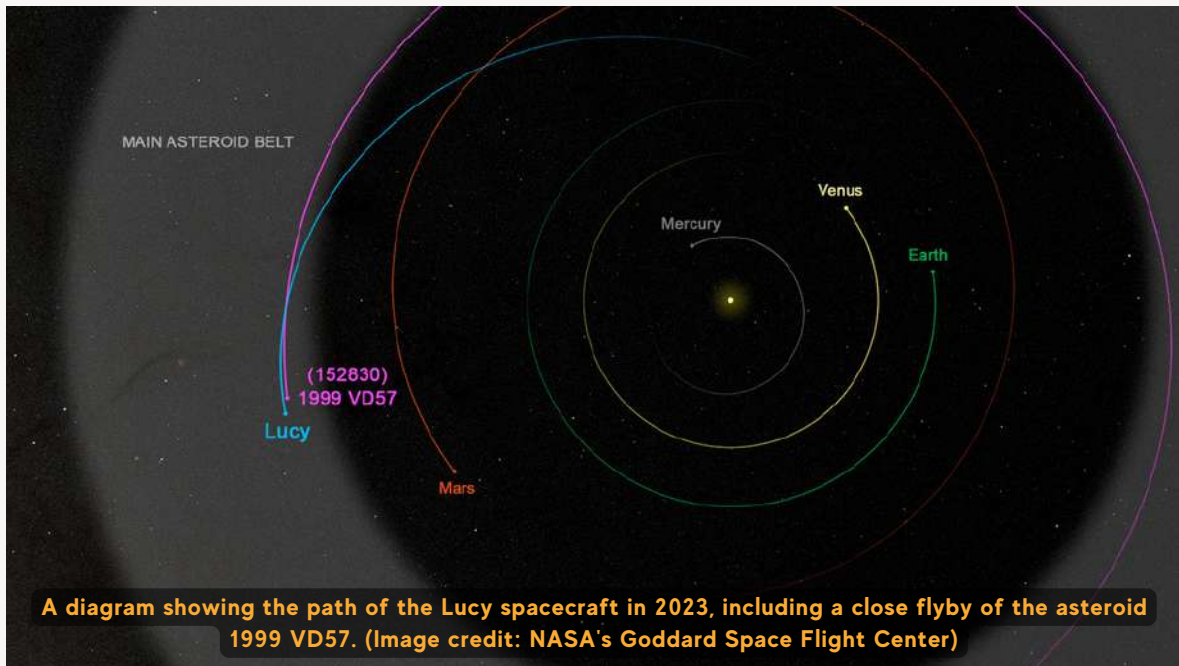 MAIN ASTEROID BELT
Venus
Mercury
Earth
(152830)
1999 VD57
Lucy
Mars
A diagram showing the path of the Lucy spacecraft in 2023, including a close flyby of the asteroid
1999 VD57. (Image credit: NASA's Goddard Space Flight Center)